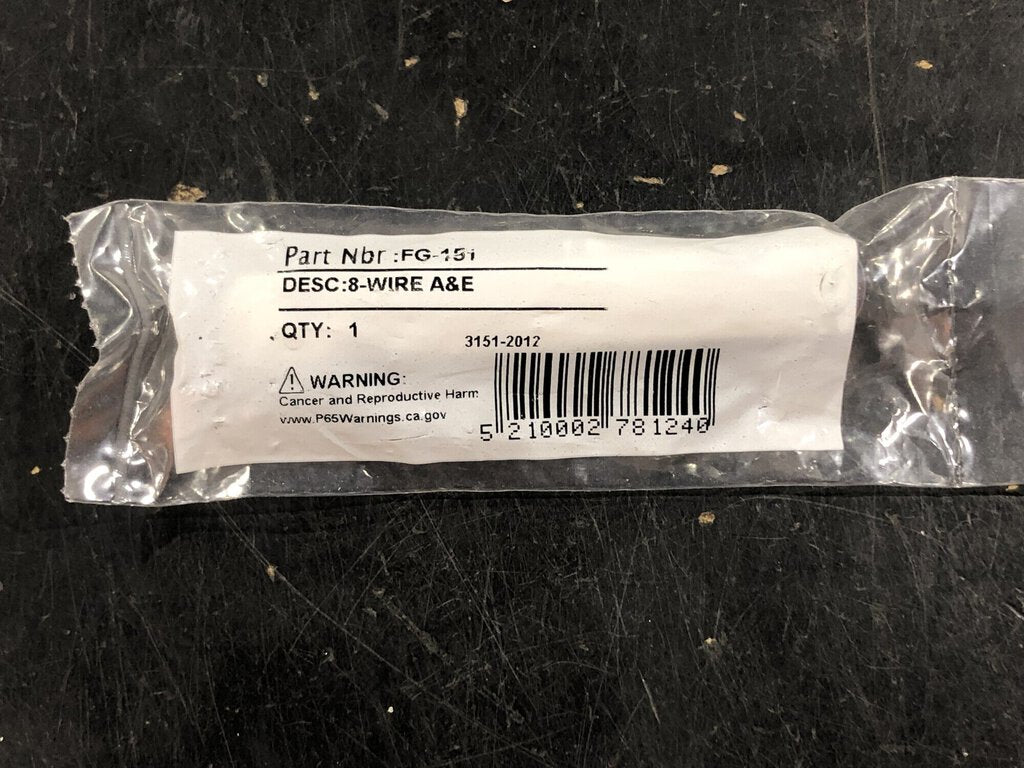 Part Nbr :FG-151
DESC:8-WIRE A&E
QTY: 1
3151-2012
WARNING:
Cancer and Reproductive Harm
www.P65Warnings.ca.gov
5 210002 781240